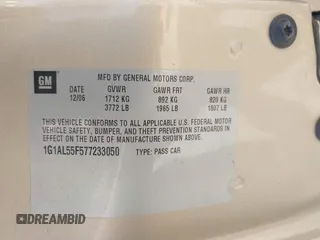 GM
MFD BY GENERAL MOTORS CORP.
DATE GVWR GAWR FRT GAWR RR
12/06 1712 KG 892 KG 820 KG
3772 LB 1965 LB 1807 LB
THIS VEHICLE CONFORMS TO ALL APPLICABLE U.S. FEDERAL MOTOR
VEHICLE SAFETY, BUMPER, AND THEFT PREVENTION STANDARDS IN
EFFECT ON THE DATE OF MANUFACTURE SHOWN ABOVE.
1G1AL55F577233050
TYPE: PASS CAR
DREAMBID